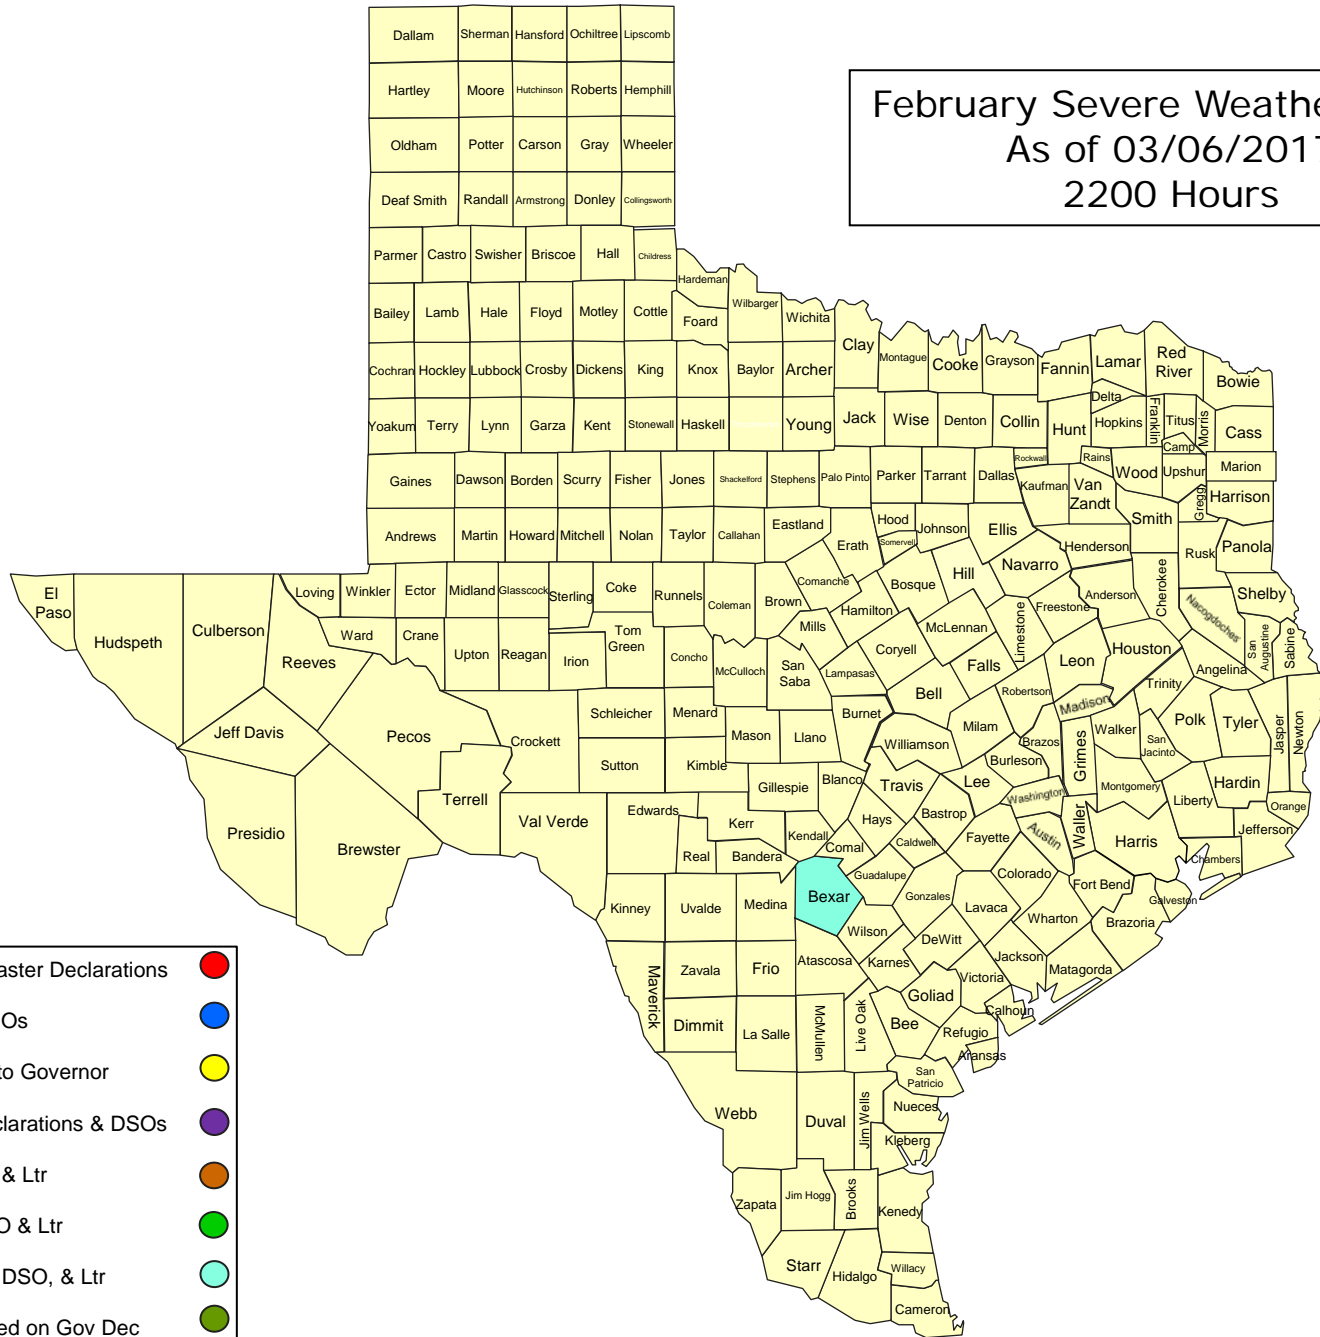 February Severe Weathe
As of 03/06/2017
2200 Hours
Dallam Sherman Hansford Ochiltree Lipscomb
Hartley Moore Hutchinson Roberts Hemphill
Oldham Potter Carson Gray Wheeler
Deaf Smith Randall Armstrong Donley Collingsworth
Parmer Castro Swisher Briscoe Hall Childress
Hardeman
Bailey Lamb Hale Floyd Motley Cottle Foard Wilbarger Wichita
Clay Montague Cooke Grayson Fannin Lamar Red
River
Bowie
Cochran Hockley Lubbock Crosby Dickens King Knox Baylor Archer
Delta
Yoakum Terry Lynn Garza Kent Stonewall Haskell Young Jack Wise Denton Collin Hunt Hopkins Franklin Titus Morris Cass
Camp
Rockwall Rains Wood Upshur Marion
Gaines Dawson Borden Scurry Fisher Jones Shackelford Stephens Palo Pinto Parker Tarrant Dallas Kaufman Van
Zandt
Gregg Harrison
Smith
Andrews Martin Howard Mitchell Nolan Taylor Callahan Eastland Erath Hood Somervell Johnson Ellis Henderson Rusk Panola
El
Paso
Hudspeth Culberson Loving Winkler Ector Midland Glasscock Sterling Coke Runnels Coleman Brown Comanche Bosque Hill Navarro Anderson Cherokee Shelby
Hamilton Freestone Nacogdoches
Ward Crane Upton Reagan Irion Tom
Green
Concho McCulloch San
Saba
Mills Lampasas Coryell McLennan Limestone Falls Leon Houston Angelina San
Augustine
Sabine
Reeves
Jeff Davis Pecos Crockett Schleicher Menard Mason Llano Burnet Bell Milam Robertson Madison Trinity
Walker San
Jacinto
Polk Tyler Jasper Newton
Sutton Kimble Gillespie Blanco Williamson Travis Lee Burleson Brazos Grimes Montgomery Liberty Hardin Orange
Washington
Terrell Val Verde Edwards Kerr Kendall Hays Bastrop Fayette Austin Waller Harris Jefferson Chambers
Presidio Brewster Real Bandera Comal Caldwell
Guadalupe Gonzales Colorado Fort Bend Galveston
Kinney Uvalde Medina Bexar Lavaca Wharton Brazoria
Wilson DeWitt Jackson Matagorda
Maverick Zavala Frio Atascosa Karnes Victoria
Goliad Calhoun
Dimmit La Salle McMullen Live Oak Bee Refugio
Aransas
San
Patricio
Webb Duval Jim Wells Nueces
Kleberg
Zapata Jim Hogg Brooks Kenedy
Starr Hidalgo Willacy
Cameron
aster Declarations
Os
to Governor
clarations & DSOs
& Ltr
O & Ltr
DSO, & Ltr
ed on Gov Dec